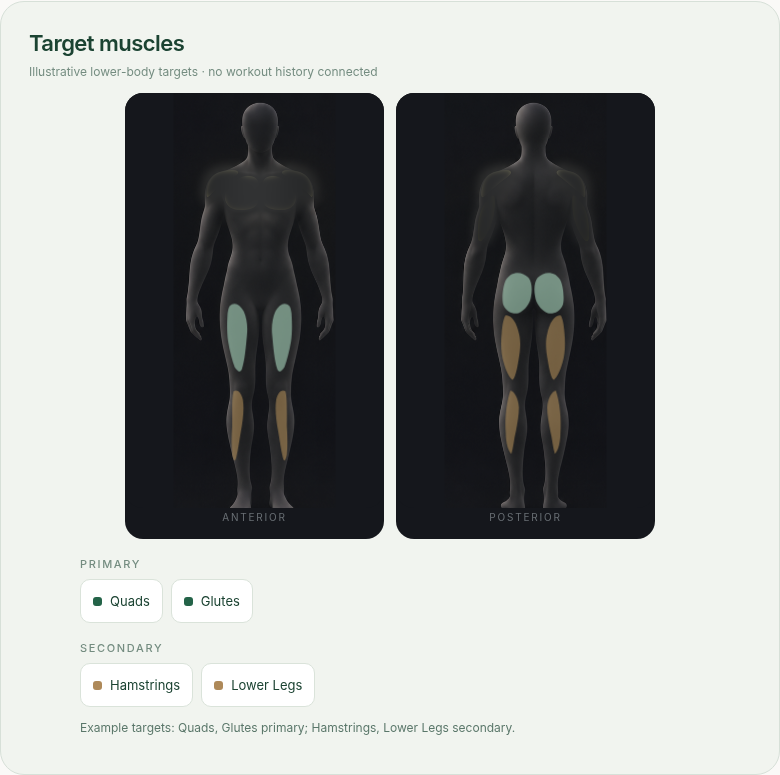 Target muscles
Illustrative lower-body targets · no workout history connected
ANTERIOR
POSTERIOR
PRIMARY
Quads
Glutes
SECONDARY
Hamstrings
Lower Legs
Example targets: Quads, Glutes primary; Hamstrings, Lower Legs secondary.